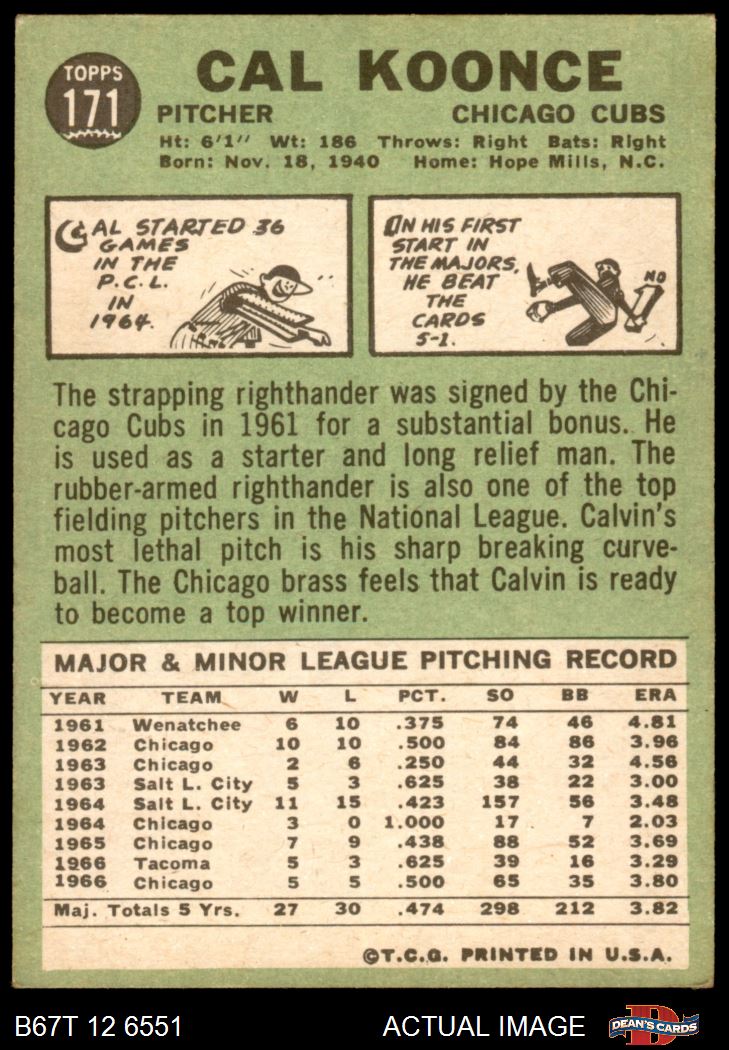 TOPPS
171
CAL KOONCE
PITCHER CHICAGO CUBS
Ht: 6'1" Wt: 186 Throws: Right Bats: Right
Born: Nov. 18, 1940 Home: Hope Mills, N.C.
CAL STARTED 36
GAMES
IN THE
P.C.L.
IN
1964.
ON HIS FIRST
START IN
THE MAJORS,
HE BEAT
THE
CARDS
5-1.
NO
The strapping righthander was signed by the Chi-
cago Cubs in 1961 for a substantial bonus. He
is used as a starter and long relief man. The
rubber-armed righthander is also one of the top
fielding pitchers in the National League. Calvin's
most lethal pitch is his sharp breaking curve-
ball. The Chicago brass feels that Calvin is ready
to become a top winner.
MAJOR & MINOR LEAGUE PITCHING RECORD
YEAR TEAM W L PCT. SO BB ERA
1961 Wenatchee 6 10 .375 74 46 4.81
1962 Chicago 10 10 .500 84 86 3.96
1963 Chicago 2 6 .250 44 32 4.56
1963 Salt L. City 5 3 .625 38 22 3.00
1964 Salt L. City 11 15 .423 157 56 3.48
1964 Chicago 3 0 1.000 17 7 2.03
1965 Chicago 7 9 .438 88 52 3.69
1966 Tacoma 5 3 .625 39 16 3.29
1966 Chicago 5 5 .500 65 35 3.80
Maj. Totals 5 Yrs. 27 30 .474 298 212 3.82
©T.C.G. PRINTED IN U.S.A.
B67T 12 6551 ACTUAL IMAGE D DEAN'S CARDS